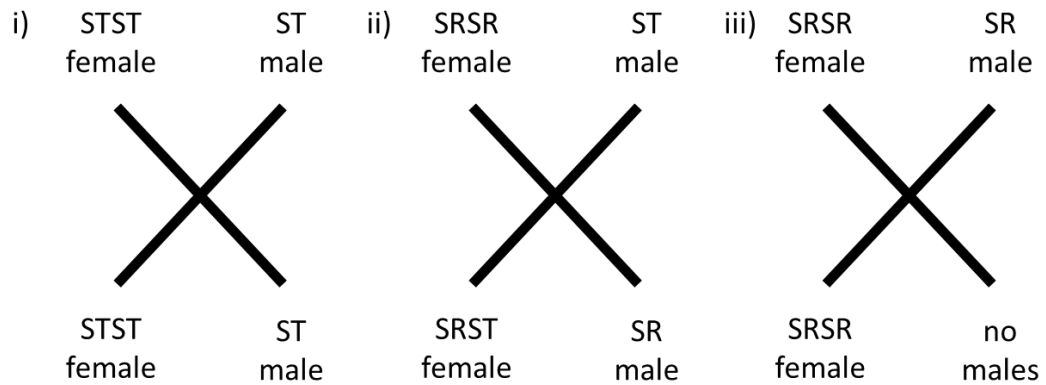 i) STST ST ii) SRSR ST iii) SRSR SR
female male female male female male
STST ST SRST SR SRSR no
female male female male female males